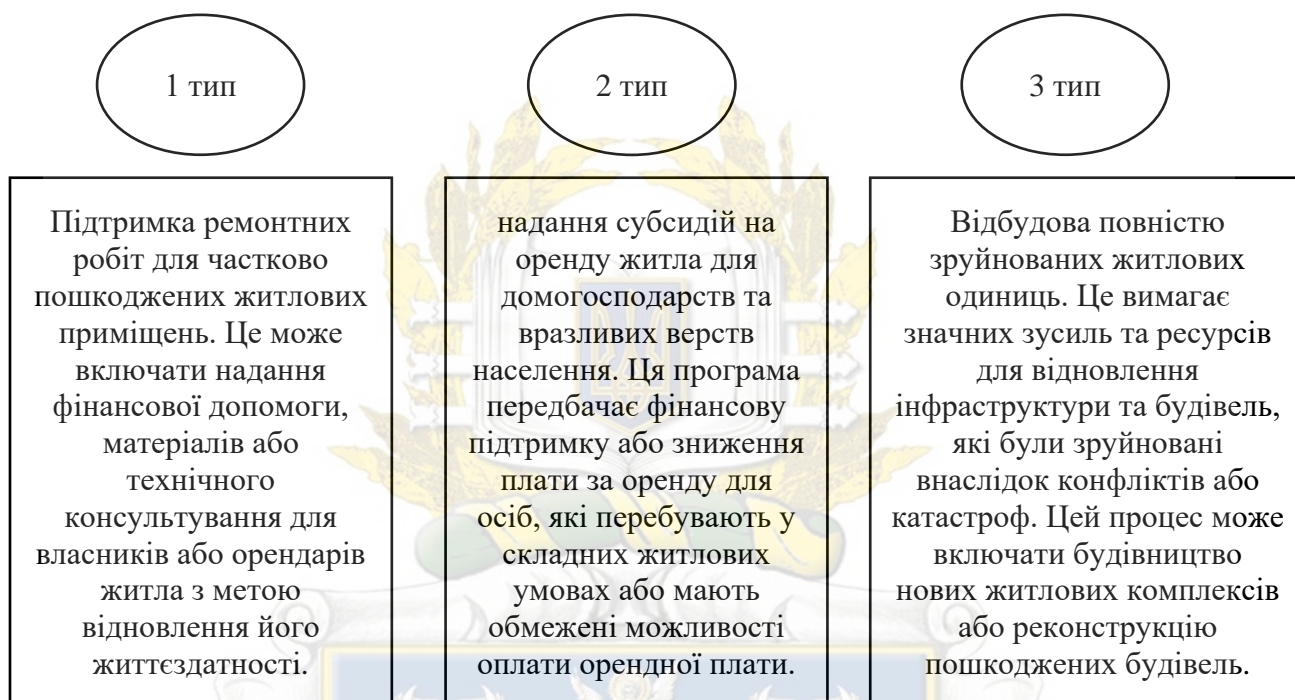 1 тип
Підтримка ремонтних
робіт для частково
пошкоджених житлових
приміщень. Це може
включати надання
фінансової допомоги,
матеріалів або
технічного
консультування для
власників або орендарів
житла з метою
відновлення його
життєздатності.
2 тип
надання субсидій на
оренду житла для
домогосподарств та
вразливих верств
населення. Ця програма
передбачає фінансову
підтримку або зниження
плати за оренду для
осіб, які перебувають у
складних житлових
умовах або мають
обмежені можливості
оплати орендної плати.
3 тип
Відбудова повністю
зруйнованих житлових
одиниць. Це вимагає
значних зусиль та ресурсів
для відновлення
інфраструктури та будівель,
які були зруйновані
внаслідок конфліктів або
катастроф. Цей процес може
включати будівництво
нових житлових комплексів
або реконструкцію
пошкоджених будівель.